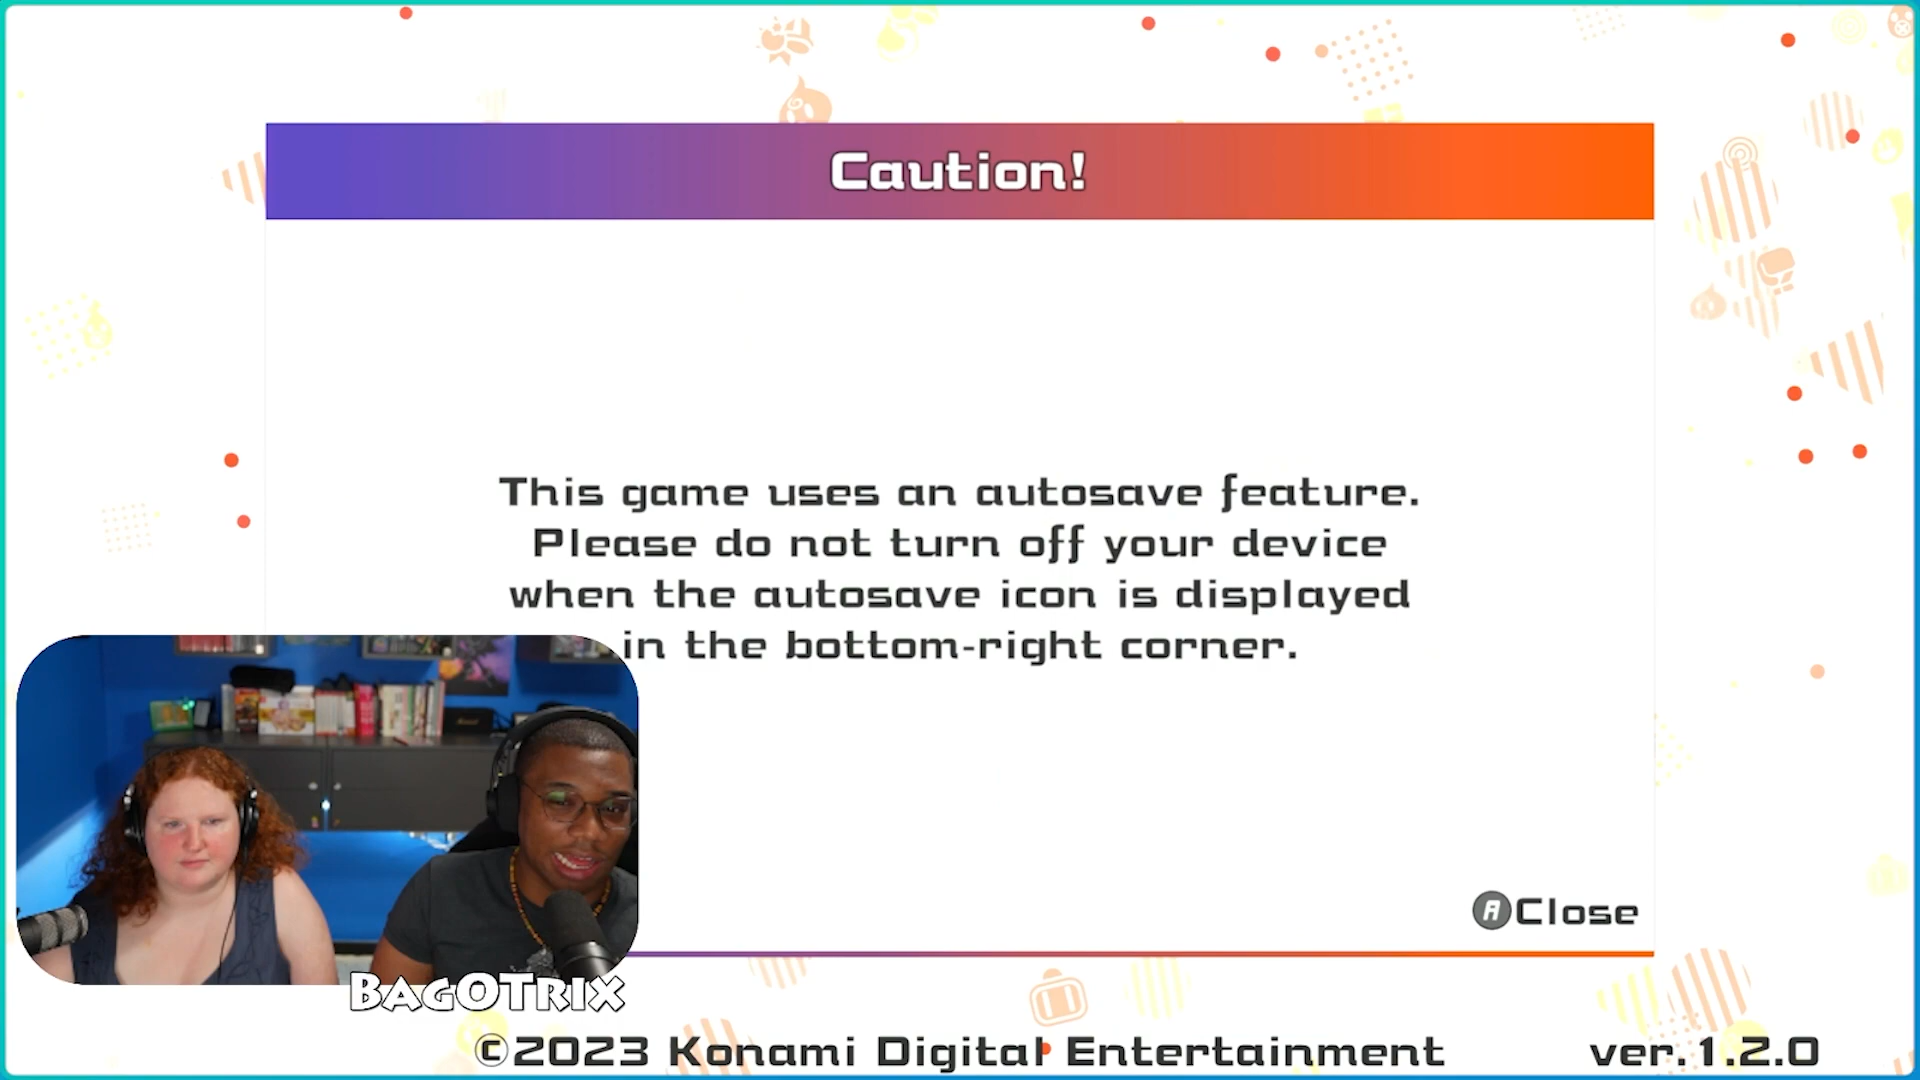 Caution!
This game uses an autosave feature.
Please do not turn off your device
when the autosave icon is displayed
in the bottom-right corner.
A Close
BagOTrix
©2023 Konami Digital Entertainment
ver.1.2.0